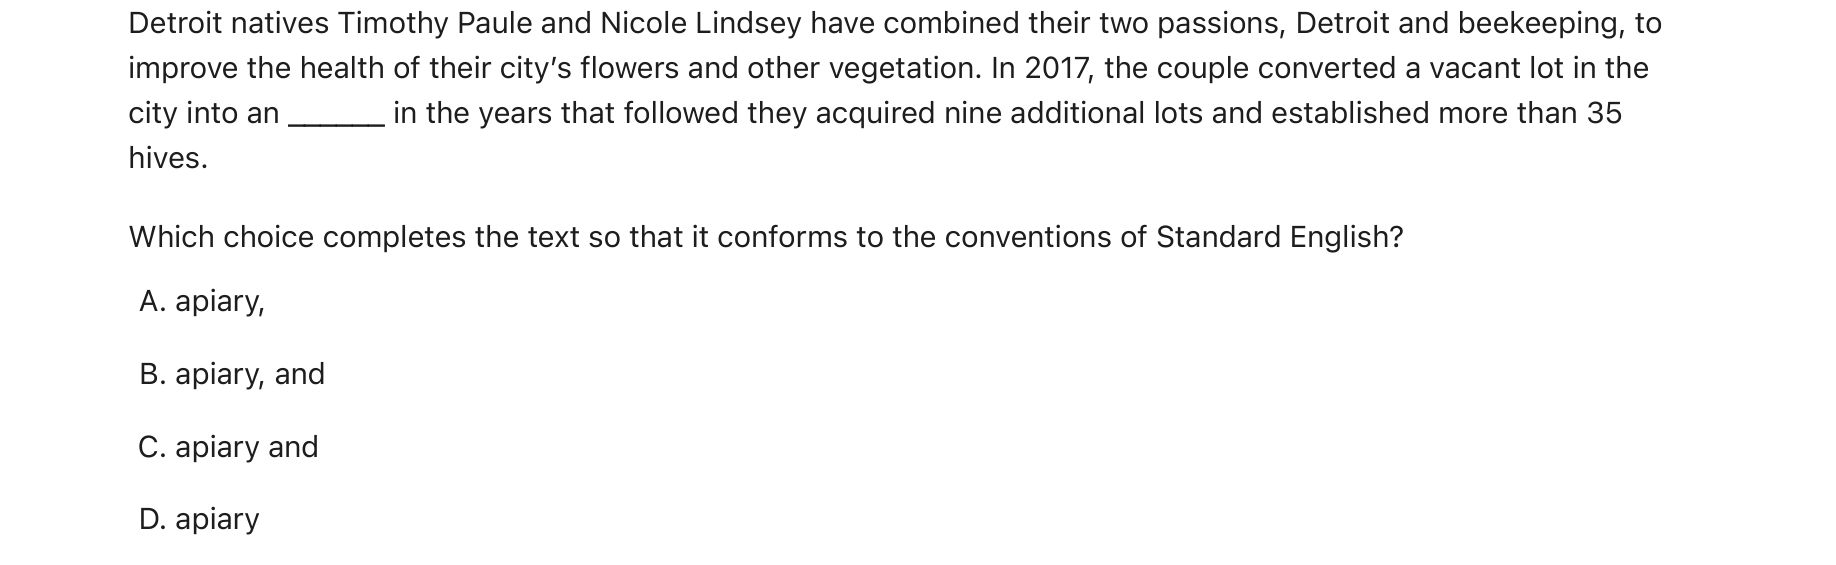 Detroit natives Timothy Paule and Nicole Lindsey have combined their two passions, Detroit and beekeeping, to
improve the health of their city’s flowers and other vegetation. In 2017, the couple converted a vacant lot in the
city into an ______ in the years that followed they acquired nine additional lots and established more than 35
hives.
Which choice completes the text so that it conforms to the conventions of Standard English?
A. apiary,
B. apiary, and
C. apiary and
D. apiary